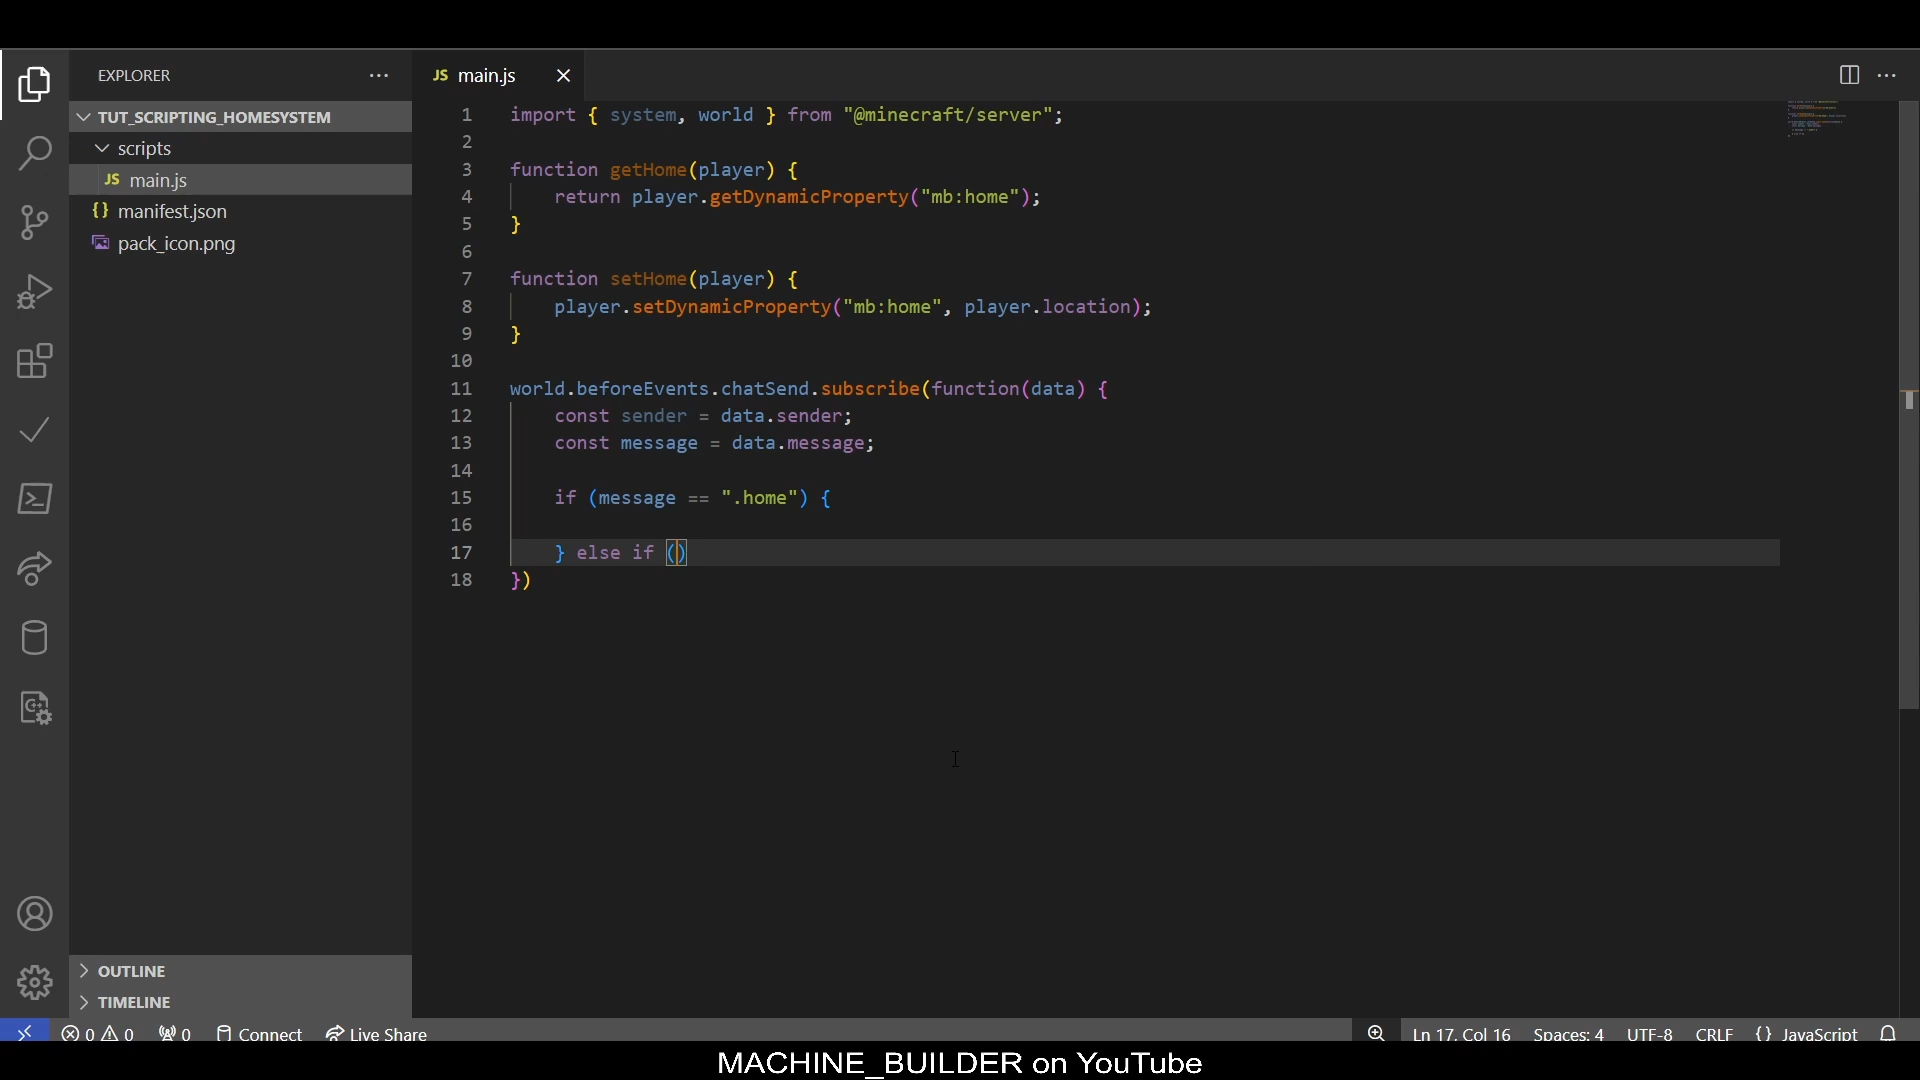 EXPLORER ···
TUT_SCRIPTING_HOMESYSTEM
scripts
JS main.js
{} manifest.json
pack_icon.png
OUTLINE
TIMELINE
JS main.js
1 import { system, world } from "@minecraft/server";
2
3 function getHome(player) {
4 return player.getDynamicProperty("mb:home");
5 }
6
7 function setHome(player) {
8 player.setDynamicProperty("mb:home", player.location);
9 }
10
11 world.beforeEvents.chatSend.subscribe(function(data) {
12 const sender = data.sender;
13 const message = data.message;
14
15 if (message == ".home") {
16
17 } else if ()
18 })
0 0 0 Connect Live Share Ln 17, Col 16 Spaces: 4 UTF-8 CRLF {} JavaScript
MACHINE_BUILDER on YouTube